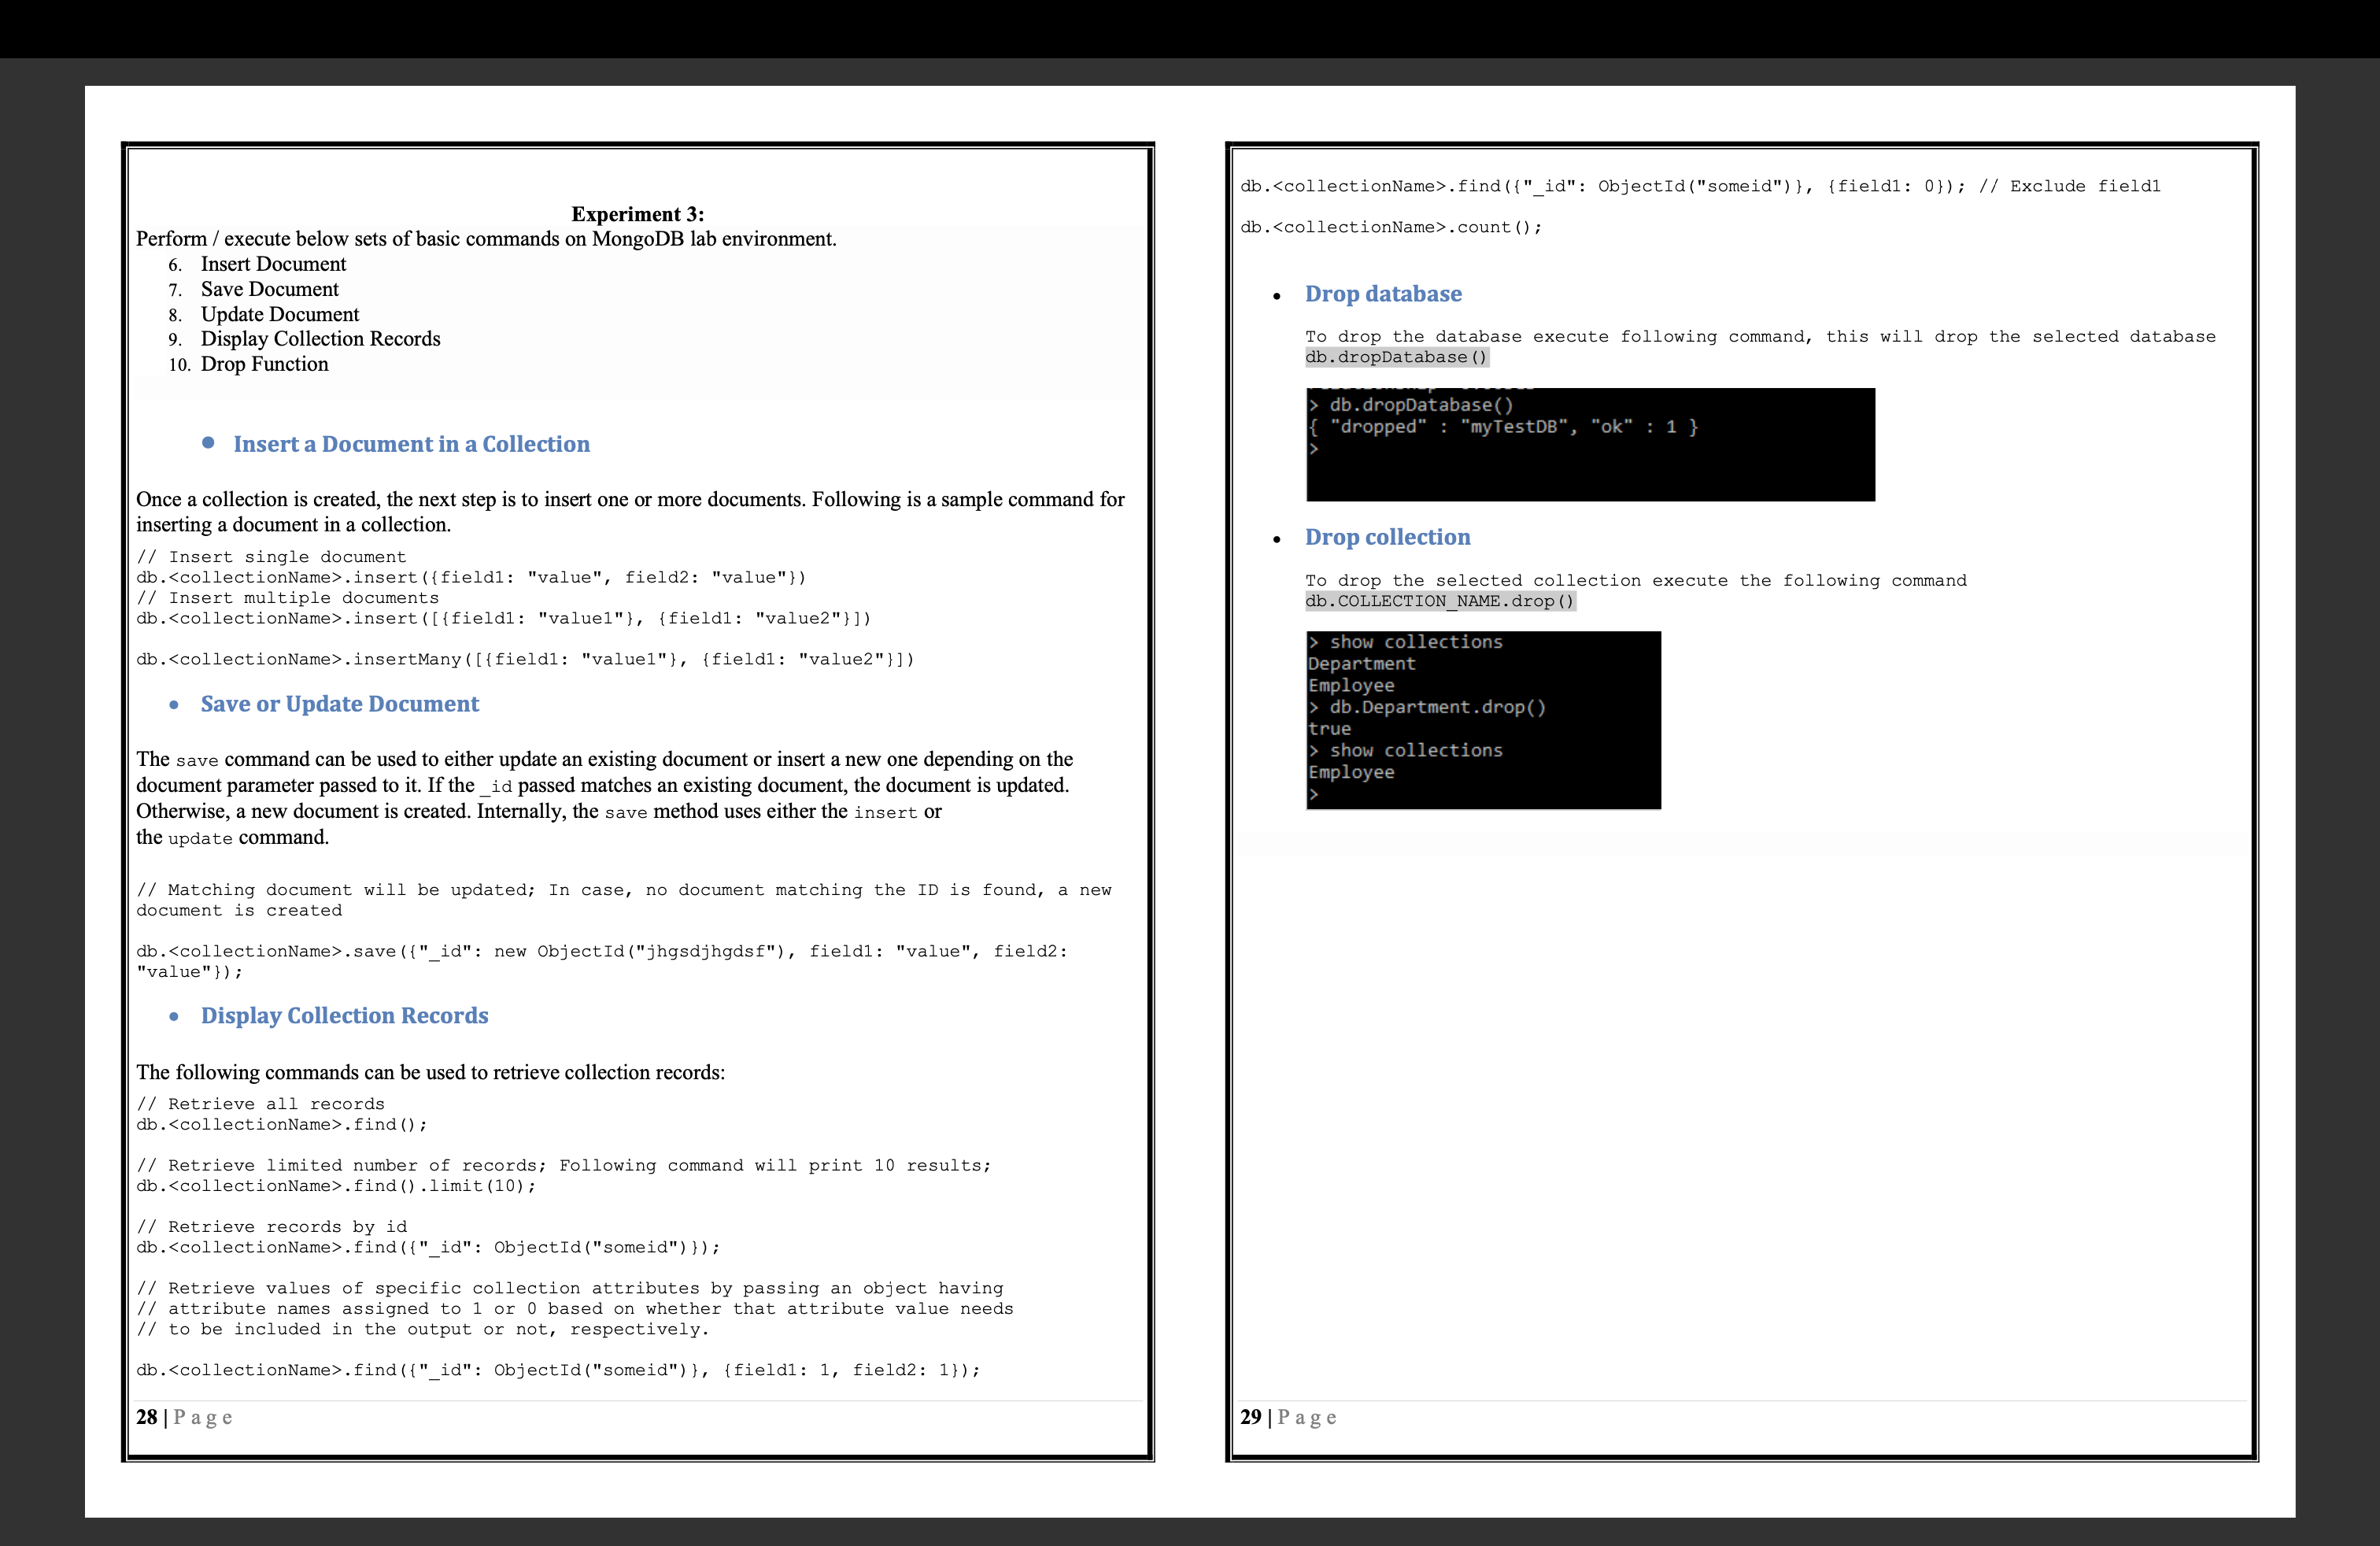 Experiment 3:
Perform / execute below sets of basic commands on MongoDB lab environment.
6. Insert Document
7. Save Document
8. Update Document
9. Display Collection Records
10. Drop Function
• Insert a Document in a Collection
Once a collection is created, the next step is to insert one or more documents. Following is a sample command for
inserting a document in a collection.
// Insert single document
db.<collectionName>.insert({field1: "value", field2: "value"})
// Insert multiple documents
db.<collectionName>.insert([{field1: "value1"}, {field1: "value2"}])
db.<collectionName>.insertMany([{field1: "value1"}, {field1: "value2"}])
• Save or Update Document
The save command can be used to either update an existing document or insert a new one depending on the
document parameter passed to it. If the _id passed matches an existing document, the document is updated.
Otherwise, a new document is created. Internally, the save method uses either the insert or
the update command.
// Matching document will be updated; In case, no document matching the ID is found, a new
document is created
db.<collectionName>.save({"_id": new ObjectId("jhgsdjhgdsf"), field1: "value", field2:
"value"});
• Display Collection Records
The following commands can be used to retrieve collection records:
// Retrieve all records
db.<collectionName>.find();
// Retrieve limited number of records; Following command will print 10 results;
db.<collectionName>.find().limit(10);
// Retrieve records by id
db.<collectionName>.find({"_id": ObjectId("someid")});
// Retrieve values of specific collection attributes by passing an object having
// attribute names assigned to 1 or 0 based on whether that attribute value needs
// to be included in the output or not, respectively.
db.<collectionName>.find({"_id": ObjectId("someid")}, {field1: 1, field2: 1});
28 | Page
db.<collectionName>.find({"_id": ObjectId("someid")}, {field1: 0}); // Exclude field1
db.<collectionName>.count();
• Drop database
To drop the database execute following command, this will drop the selected database
db.dropDatabase()
> db.dropDatabase()
{ "dropped" : "myTestDB", "ok" : 1 }
>
• Drop collection
To drop the selected collection execute the following command
db.COLLECTION_NAME.drop()
> show collections
Department
Employee
> db.Department.drop()
true
> show collections
Employee
>
29 | Page